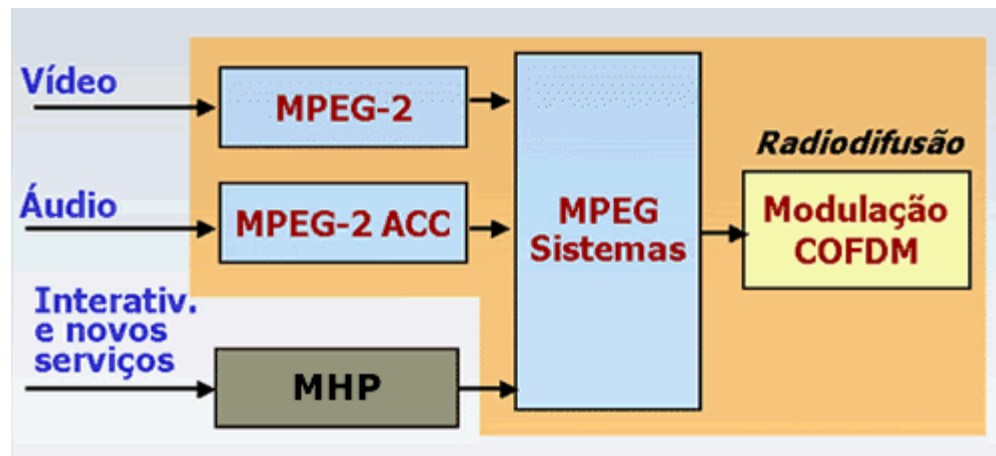 Vídeo
MPEG-2
Áudio
MPEG-2 ACC
Interativ.
e novos
serviços
MHP
MPEG
Sistemas
Radiodifusão
Modulação
COFDM